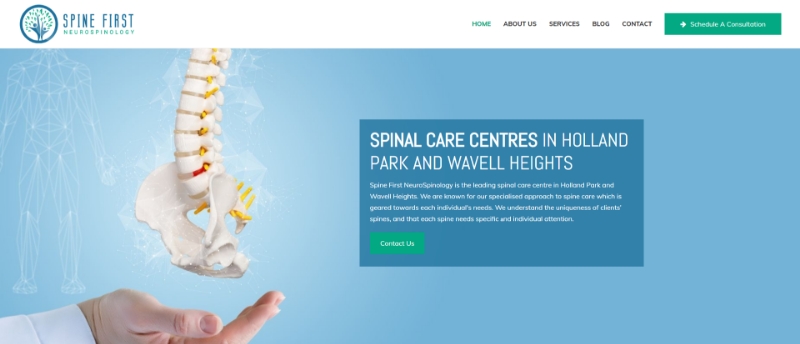 SPINE FIRST
NEUROSPINOLOGY
HOME ABOUT US SERVICES BLOG CONTACT Schedule A Consultation
SPINAL CARE CENTRES IN HOLLAND
PARK AND WAVELL HEIGHTS
Spine First NeuroSpinology is the leading spinal care centre in Holland Park and
Wavell Heights. We are known for our specialised approach to spine care which is
geared towards each individual's needs. We understand the uniqueness of clients'
spines, and that each spine needs specific and individual attention.
Contact Us